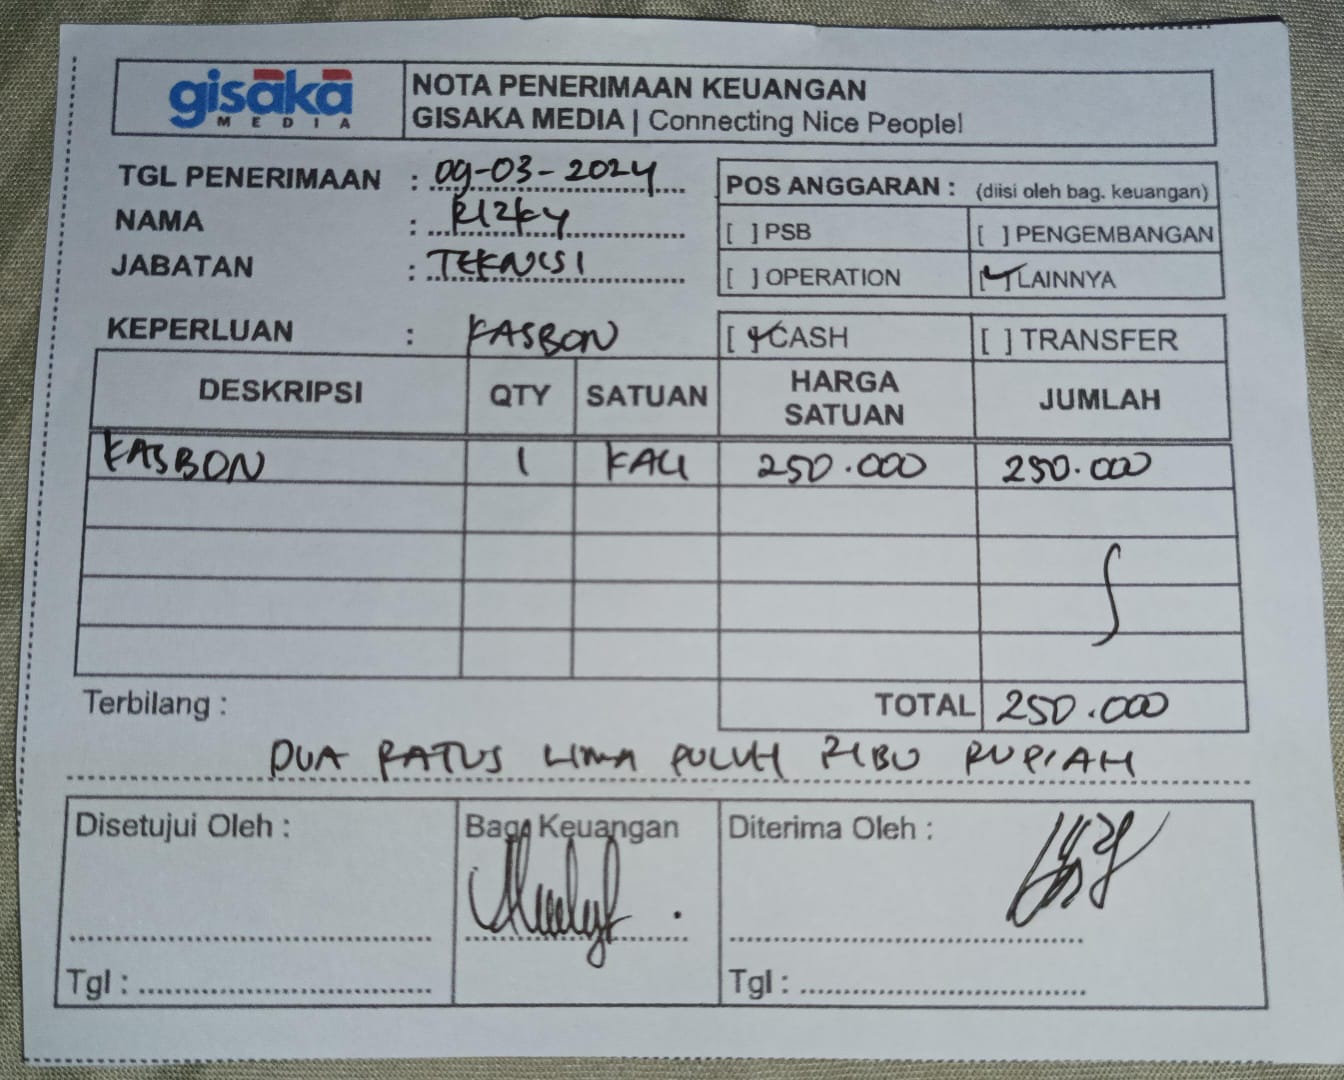 gisaka
MEDIA
NOTA PENERIMAAN KEUANGAN
GISAKA MEDIA | Connecting Nice People!
TGL PENERIMAAN : 09-03-2024
NAMA : RIZKY
JABATAN : TEKNISI
POS ANGGARAN : (diisi oleh bag. keuangan)
[ ] PSB [ ] PENGEMBANGAN
[ ] OPERATION [✓] LAINNYA
KEPERLUAN : KASBON
[✓] CASH [ ] TRANSFER
DESKRIPSI QTY SATUAN HARGA SATUAN JUMLAH
KASBON 1 KALI 250.000 250.000
Terbilang : TOTAL 250.000
DUA RATUS LIMA PULUH RIBU RUPIAH
Disetujui Oleh : Bag. Keuangan Diterima Oleh :
Tgl : Tgl :